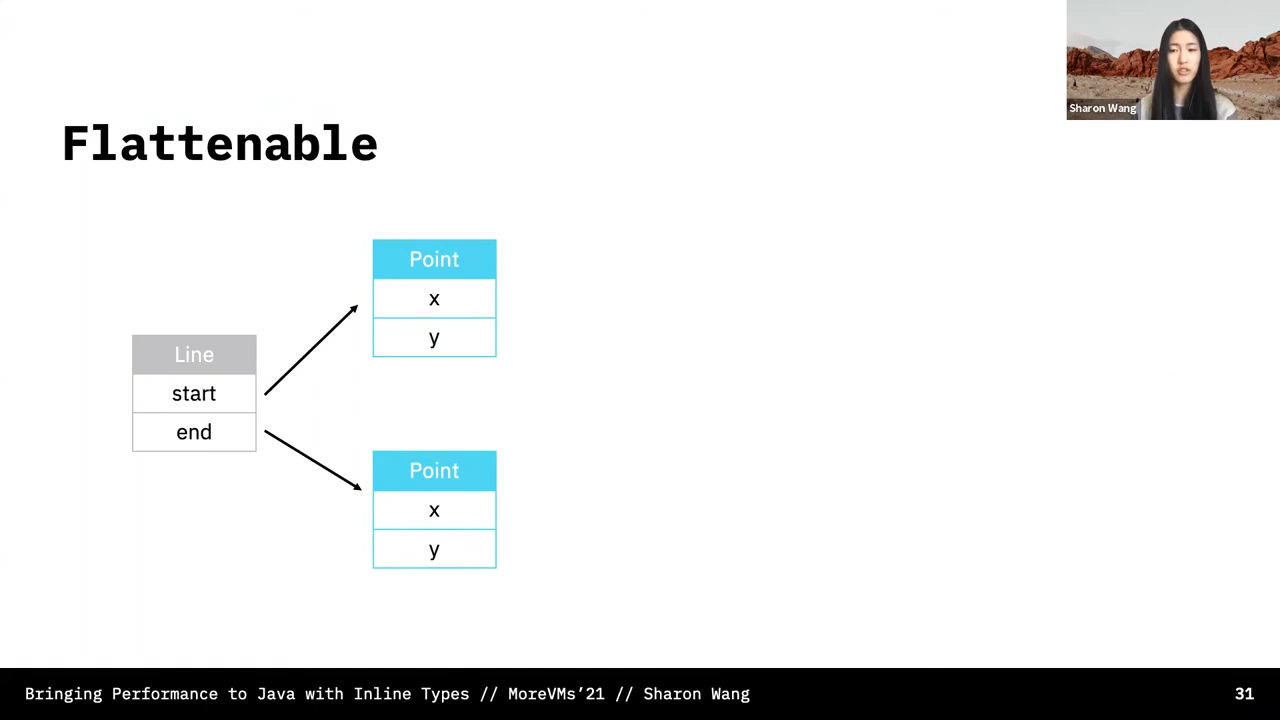 Sharon Wang
Flattenable
Point
x
y
Line
start
end
Point
x
y
Bringing Performance to Java with Inline Types // MoreVMs’21 // Sharon Wang
31